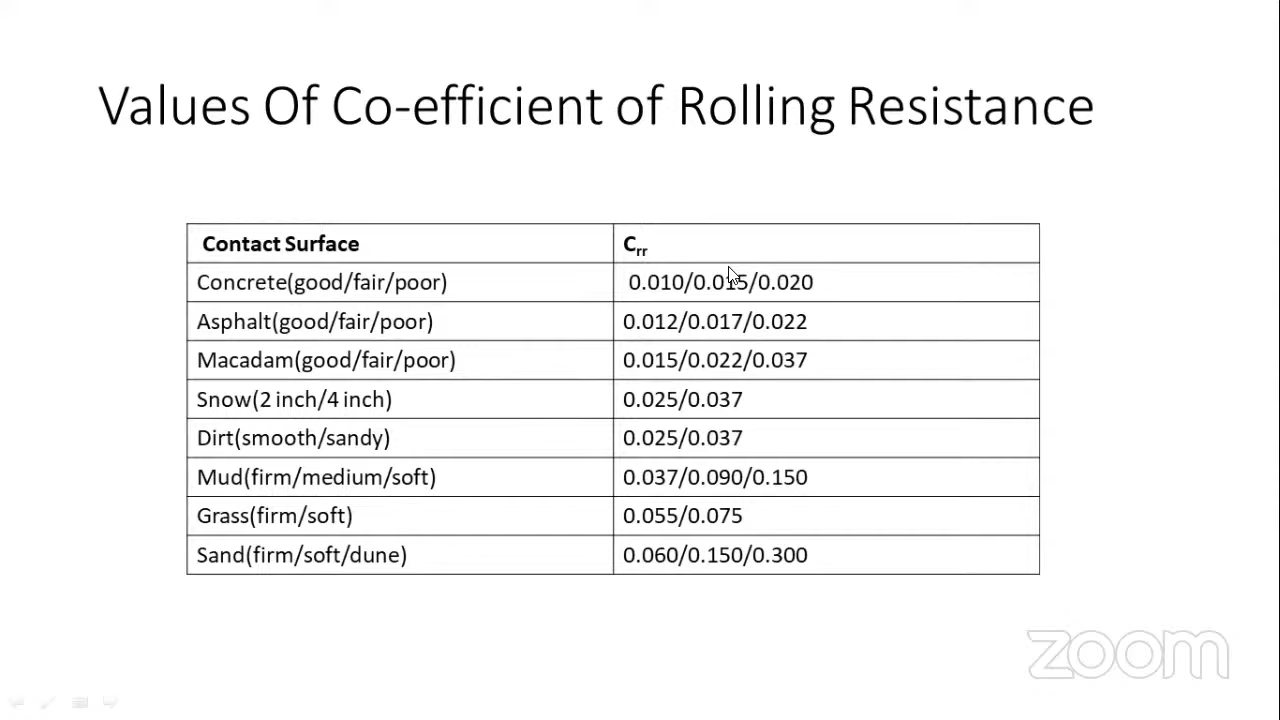 Values Of Co-efficient of Rolling Resistance
Contact Surface Crr
Concrete(good/fair/poor) 0.010/0.015/0.020
Asphalt(good/fair/poor) 0.012/0.017/0.022
Macadam(good/fair/poor) 0.015/0.022/0.037
Snow(2 inch/4 inch) 0.025/0.037
Dirt(smooth/sandy) 0.025/0.037
Mud(firm/medium/soft) 0.037/0.090/0.150
Grass(firm/soft) 0.055/0.075
Sand(firm/soft/dune) 0.060/0.150/0.300
zoom